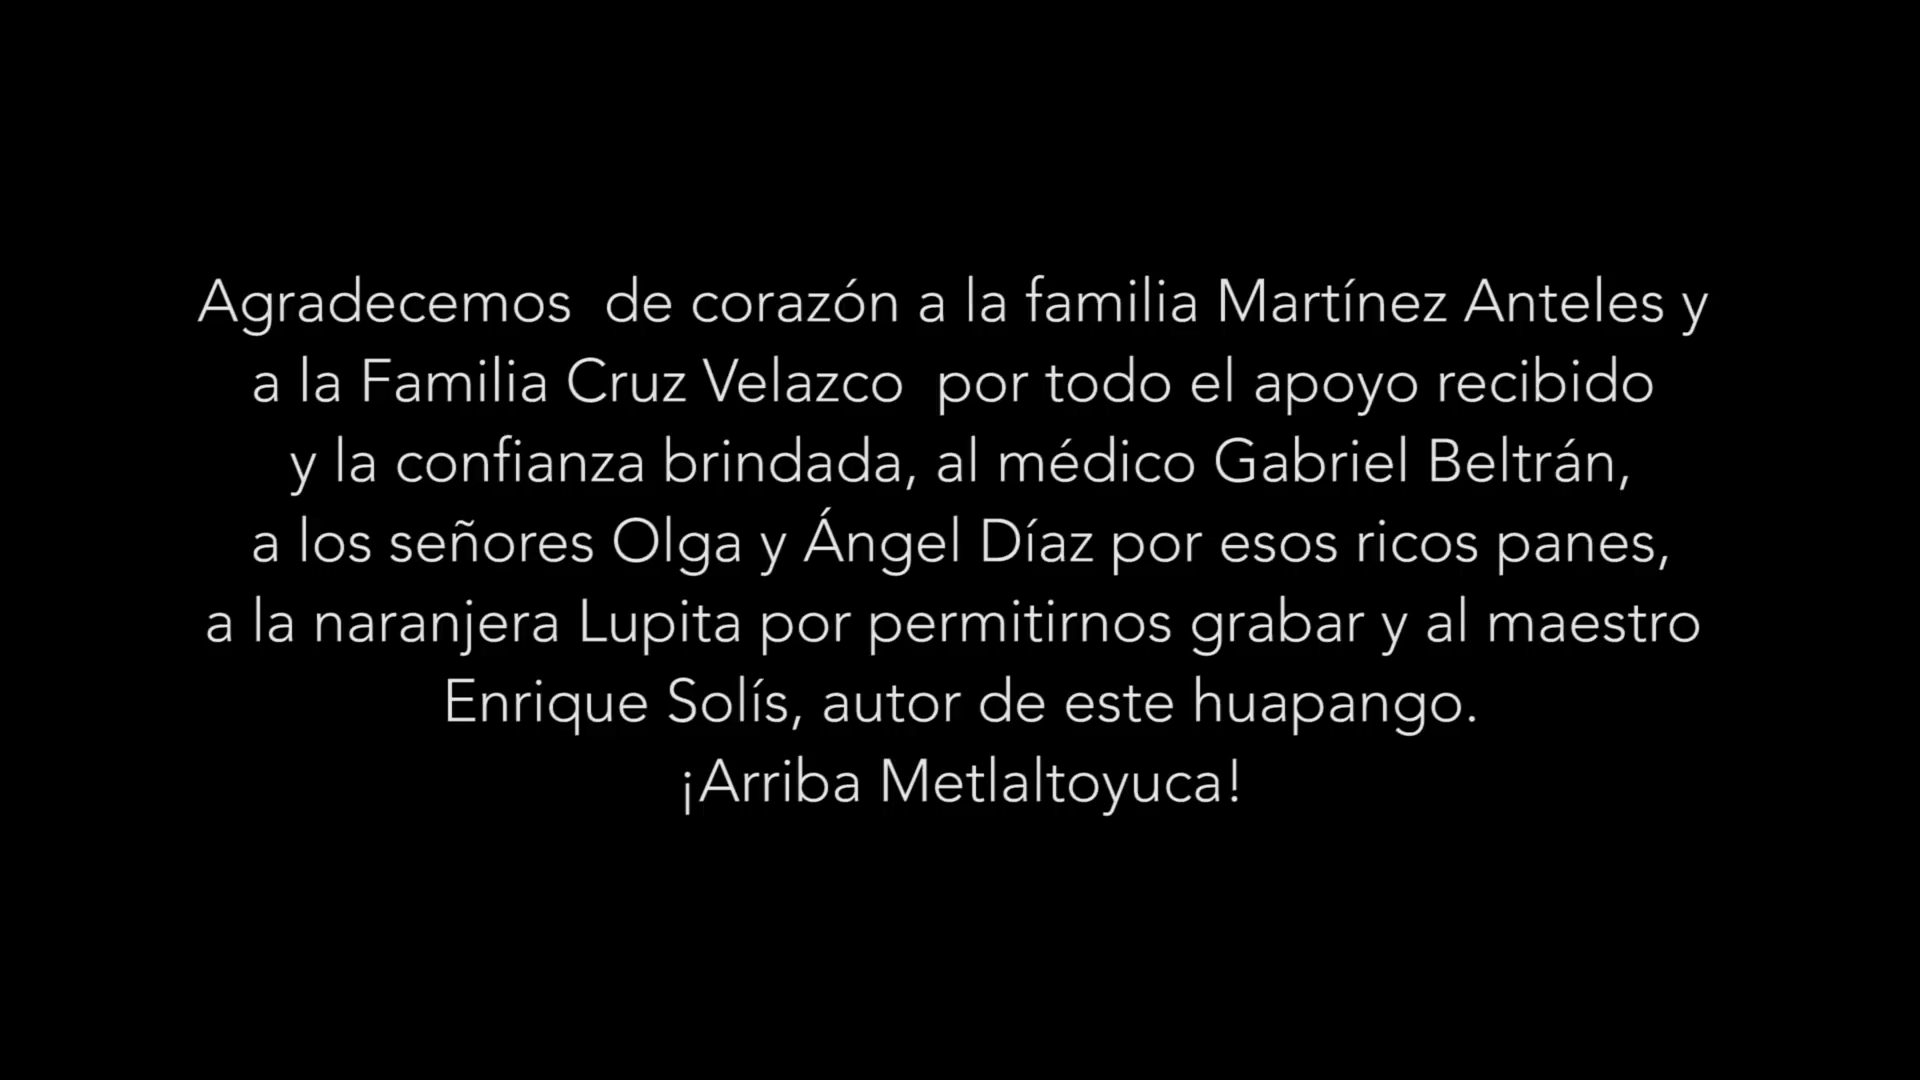 Agradecemos  de corazón a la familia Martínez Anteles y
a la Familia Cruz Velazco  por todo el apoyo recibido
y la confianza brindada, al médico Gabriel Beltrán,
a los señores Olga y Ángel Díaz por esos ricos panes,
a la naranjera Lupita por permitirnos grabar y al maestro
Enrique Solís, autor de este huapango.
¡Arriba Metlaltoyuca!